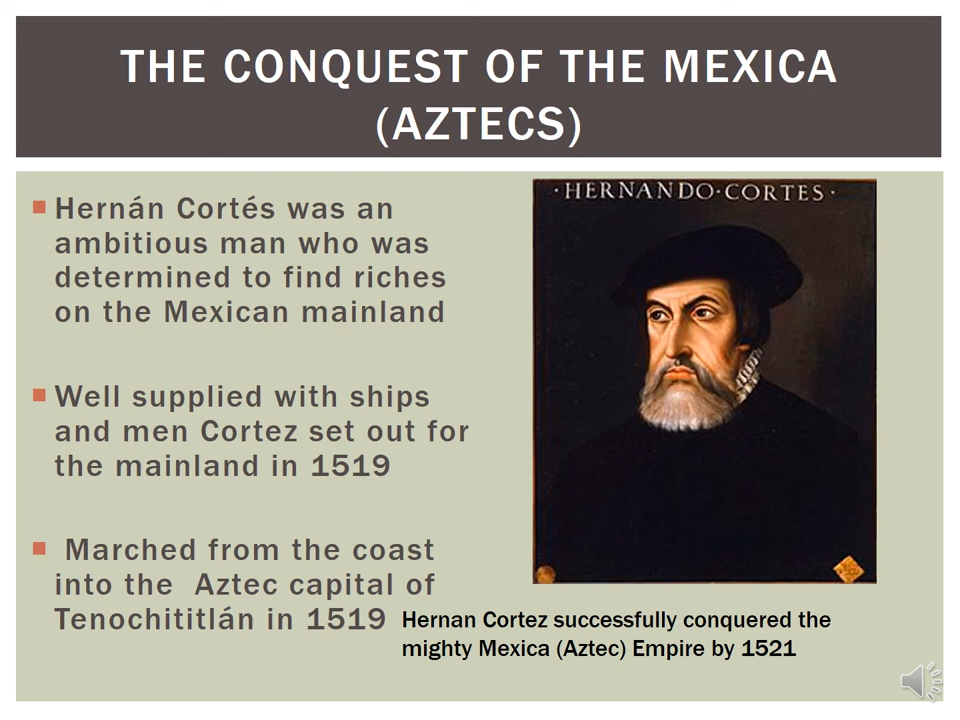 THE CONQUEST OF THE MEXICA
(AZTECS)
Hernán Cortés was an
ambitious man who was
determined to find riches
on the Mexican mainland
Well supplied with ships
and men Cortez set out for
the mainland in 1519
Marched from the coast
into the Aztec capital of
Tenochititlán in 1519
· HERNANDO · CORTES ·
Hernan Cortez successfully conquered the
mighty Mexica (Aztec) Empire by 1521